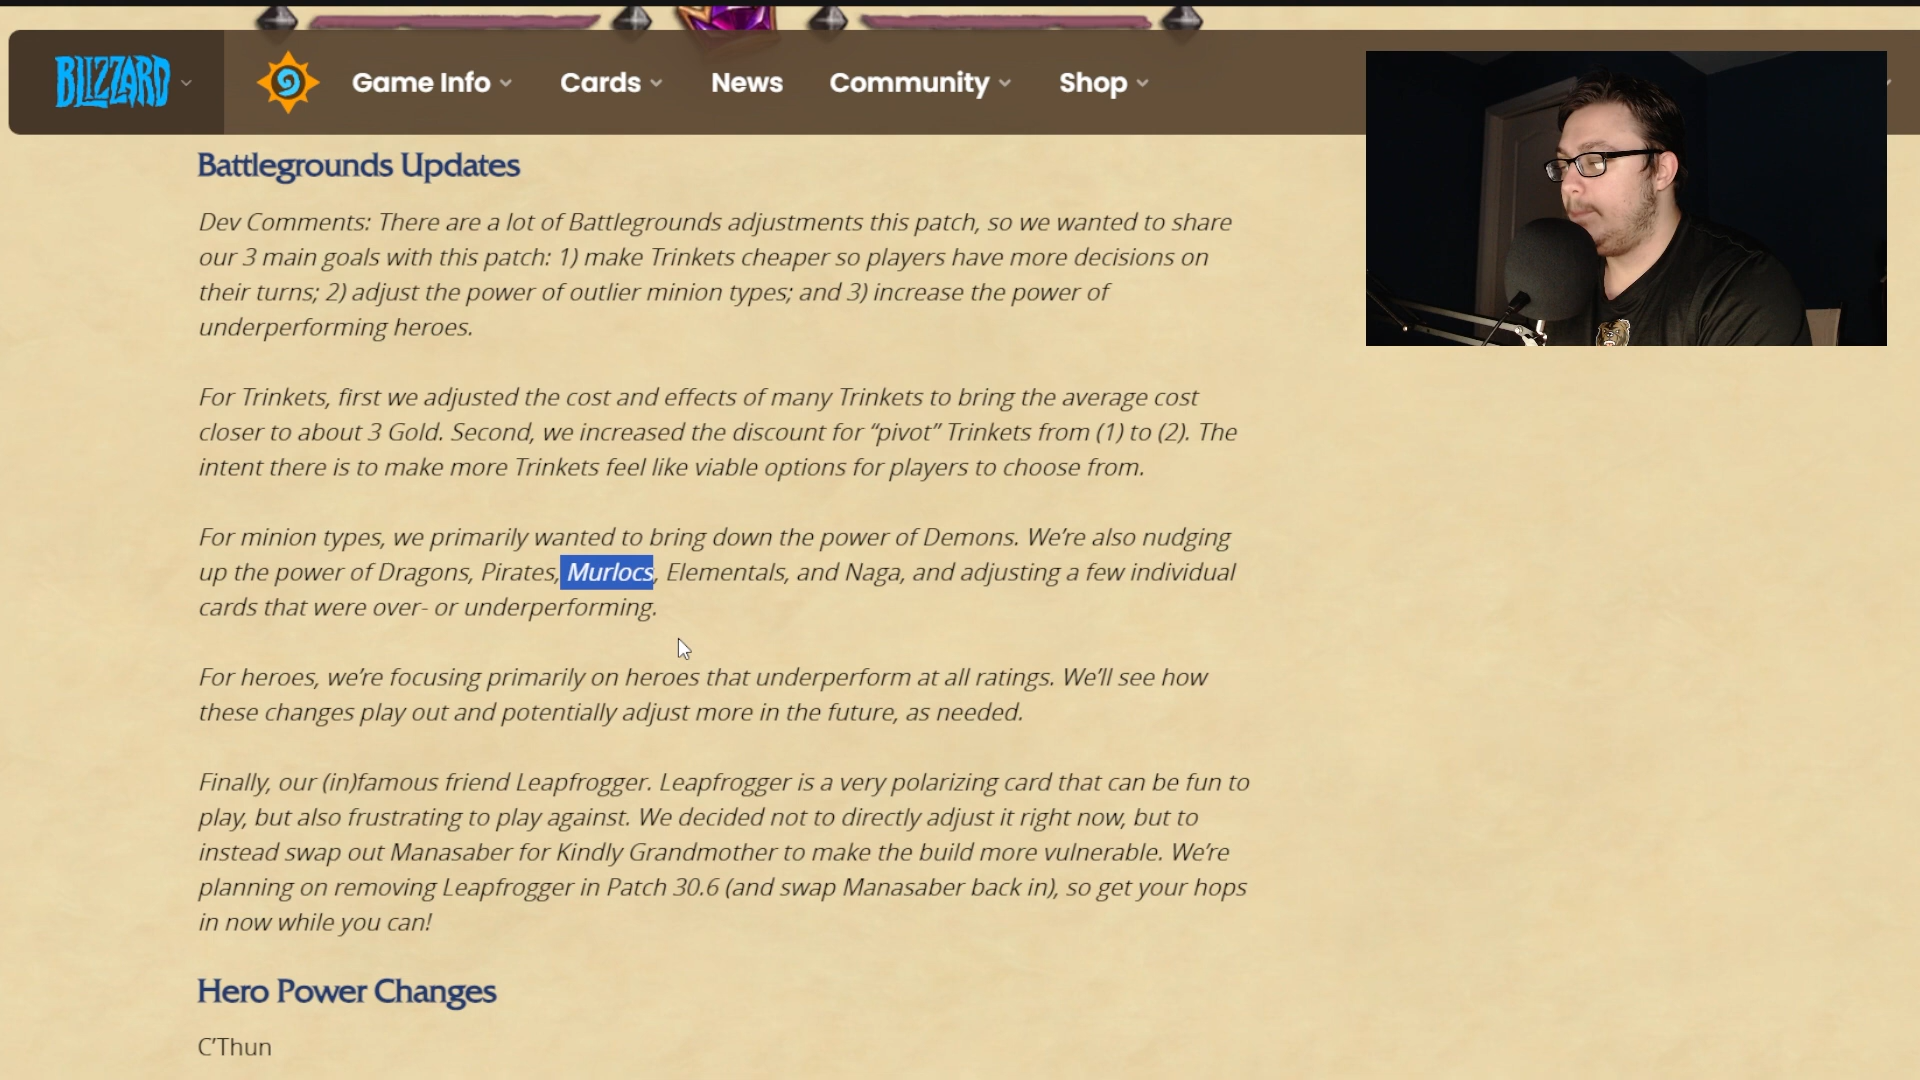 BLIZZARD
Game Info
Cards
News
Community
Shop
Battlegrounds Updates
Dev Comments: There are a lot of Battlegrounds adjustments this patch, so we wanted to share
our 3 main goals with this patch: 1) make Trinkets cheaper so players have more decisions on
their turns; 2) adjust the power of outlier minion types; and 3) increase the power of
underperforming heroes.
For Trinkets, first we adjusted the cost and effects of many Trinkets to bring the average cost
closer to about 3 Gold. Second, we increased the discount for “pivot” Trinkets from (1) to (2). The
intent there is to make more Trinkets feel like viable options for players to choose from.
For minion types, we primarily wanted to bring down the power of Demons. We’re also nudging
up the power of Dragons, Pirates, Murlocs, Elementals, and Naga, and adjusting a few individual
cards that were over- or underperforming.
For heroes, we’re focusing primarily on heroes that underperform at all ratings. We’ll see how
these changes play out and potentially adjust more in the future, as needed.
Finally, our (in)famous friend Leapfrogger. Leapfrogger is a very polarizing card that can be fun to
play, but also frustrating to play against. We decided not to directly adjust it right now, but to
instead swap out Manasaber for Kindly Grandmother to make the build more vulnerable. We’re
planning on removing Leapfrogger in Patch 30.6 (and swap Manasaber back in), so get your hops
in now while you can!
Hero Power Changes
C’Thun